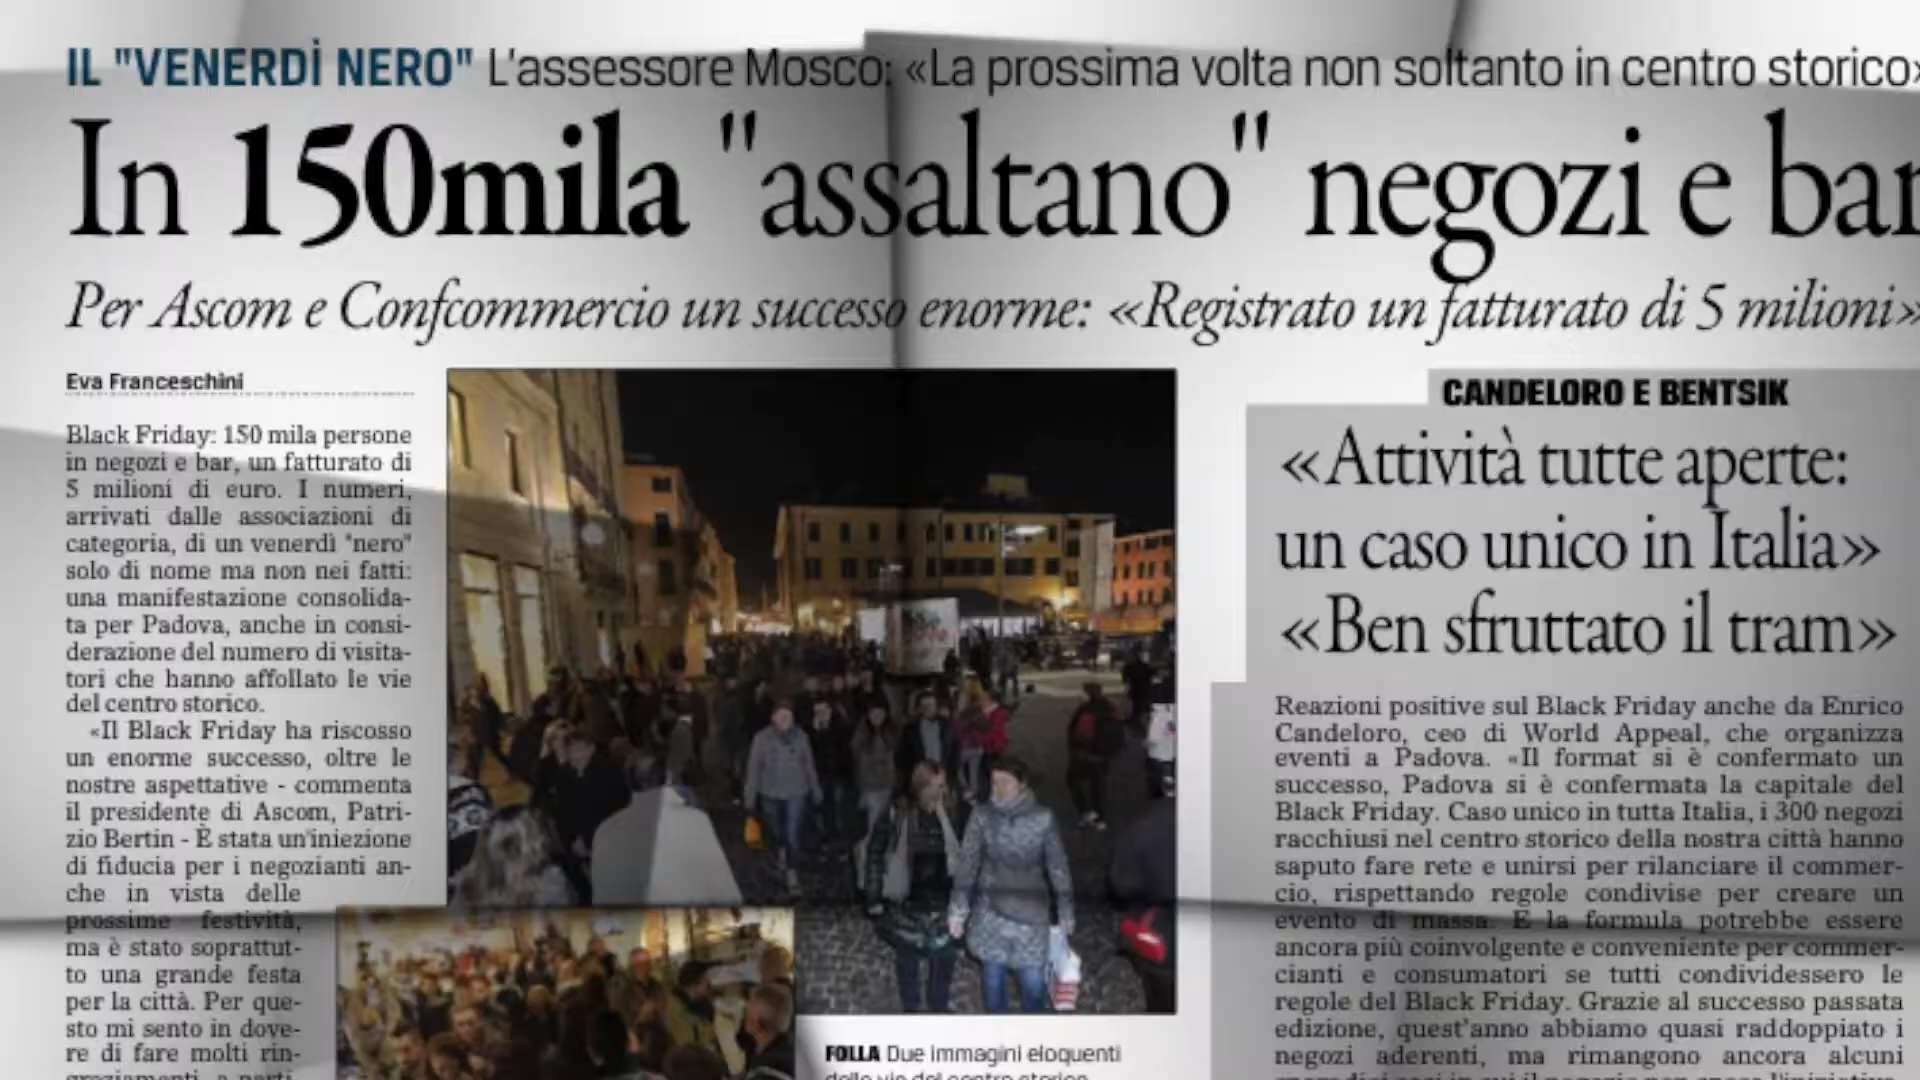 IL "VENERDÌ NERO" L'assessore Mosco: «La prossima volta non soltanto in centro storico»
In 150mila "assaltano" negozi e bar
Per Ascom e Confcommercio un successo enorme: «Registrato un fatturato di 5 milioni»
Eva Franceschini
Black Friday: 150 mila persone
in negozi e bar, un fatturato di
5 milioni di euro. I numeri,
arrivati dalle associazioni di
categoria, di un venerdì "nero"
solo di nome ma non nei fatti:
una manifestazione consolida-
ta per Padova, anche in consi-
derazione del numero di visita-
tori che hanno affollato le vie
del centro storico.
«Il Black Friday ha riscosso
un enorme successo, oltre le
nostre aspettative - commenta
il presidente di Ascom, Patri-
zio Bertin - È stata un'iniezione
di fiducia per i negozianti an-
che in vista delle
prossime festività,
ma è stato soprattut-
to una grande festa
per la città. Per que-
sto mi sento in dove-
re di fare molti rin-
graziamenti, a parti-
FOLLA Due immagini eloquenti
delle vie del centro storico
CANDELORO E BENTSIK
«Attività tutte aperte:
un caso unico in Italia»
«Ben sfruttato il tram»
Reazioni positive sul Black Friday anche da Enrico
Candeloro, ceo di World Appeal, che organizza
eventi a Padova. «Il format si è confermato un
successo, Padova si è confermata la capitale del
Black Friday. Caso unico in tutta Italia, i 300 negozi
racchiusi nel centro storico della nostra città hanno
saputo fare rete e unirsi per rilanciare il commer-
cio, rispettando regole condivise per creare un
evento di massa. E la formula potrebbe essere
ancora più coinvolgente e conveniente per commer-
cianti e consumatori se tutti condividessero le
regole del Black Friday. Grazie al successo passata
edizione, quest'anno abbiamo quasi raddoppiato i
negozi aderenti, ma rimangono ancora alcuni